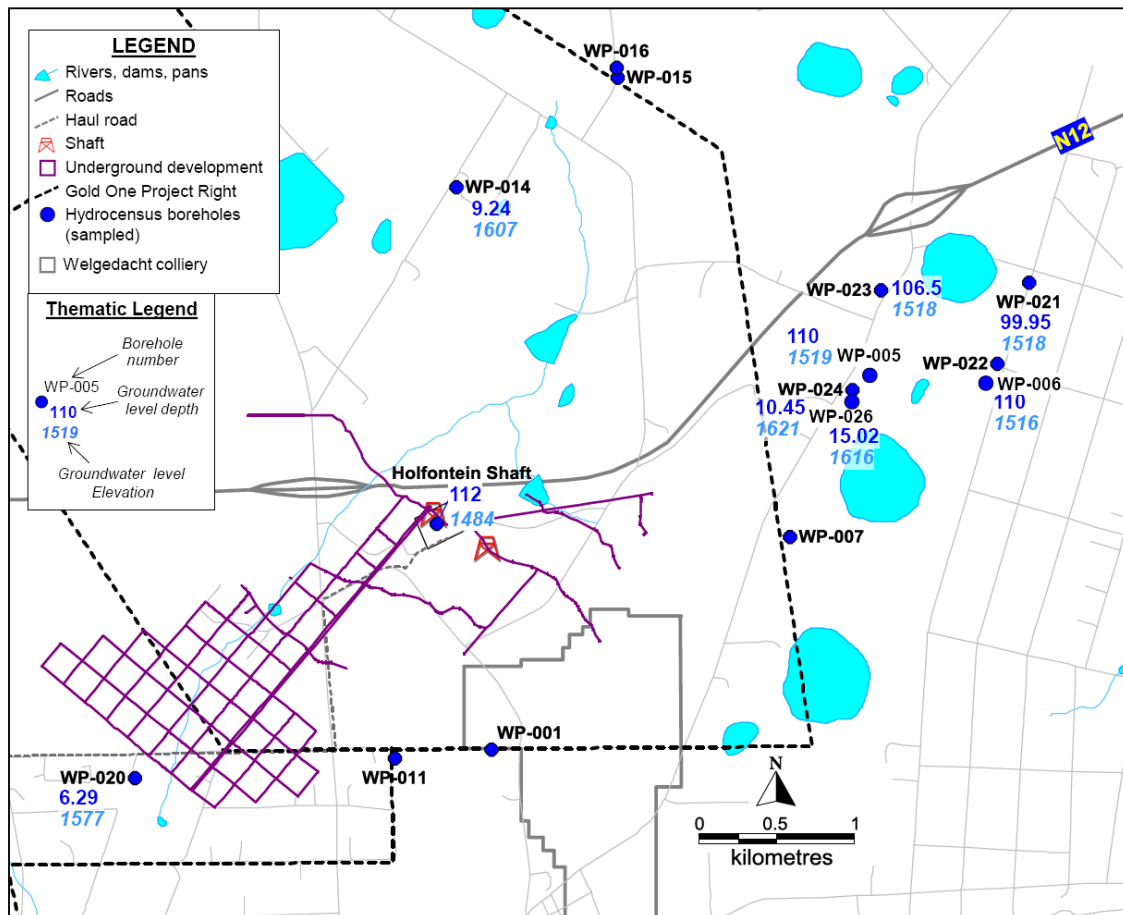 LEGEND
Rivers, dams, pans
Roads
Haul road
Shaft
Underground development
Gold One Project Right
Hydrocensus boreholes
(sampled)
Welgedacht colliery
Thematic Legend
Borehole
number
WP-005
Groundwater
level depth
110
1519
Groundwater level
Elevation
WP-016
WP-015
N12
WP-014
9.24
1607
WP-023
106.5
1518
WP-021
99.95
1518
110
1519
WP-005
WP-022
WP-024
WP-006
110
1516
10.45
1621
WP-026
15.02
1616
Holfontein Shaft
112
1484
WP-007
WP-001
WP-011
WP-020
6.29
1577
N
0 0.5 1
kilometres